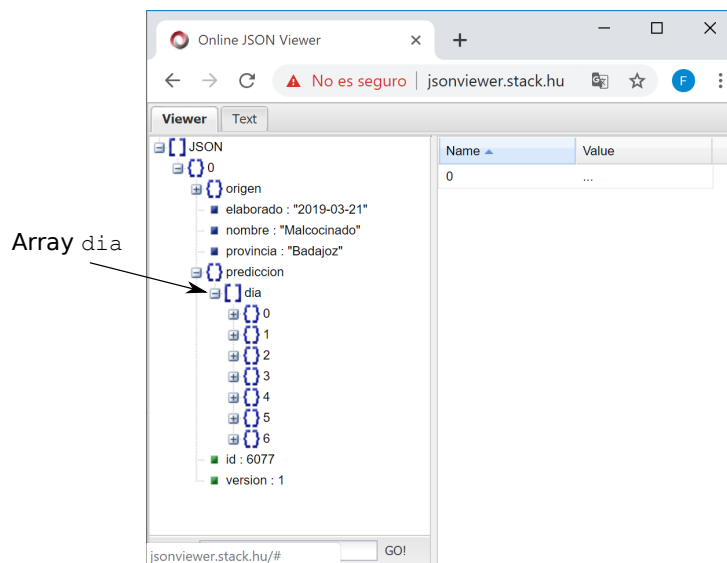 Online JSON Viewer
No es seguro | jsonviewer.stack.hu
F
Viewer Text
JSON
0
origen
elaborado : "2019-03-21"
nombre : "Malcocinado"
provincia : "Badajoz"
prediccion
dia
0
1
2
3
4
5
6
id : 6077
version : 1
Name Value
0 ...
Array dia
GO!
jsonviewer.stack.hu/#